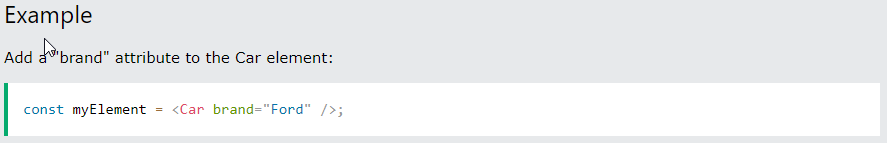 Example
Add a "brand" attribute to the Car element:
const myElement = <Car brand="Ford" />;